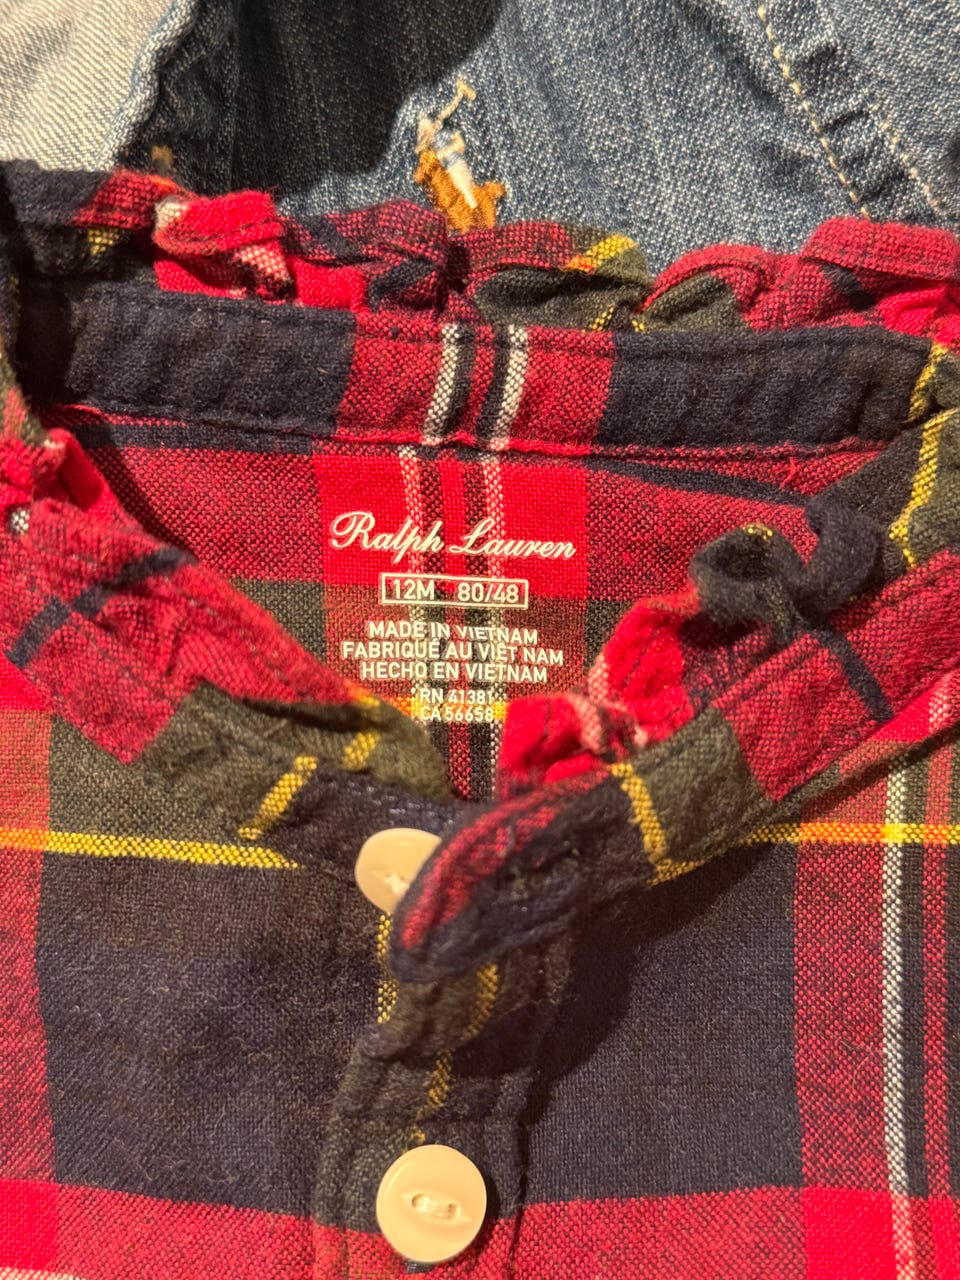 Ralph Lauren
12M 80/48
MADE IN VIETNAM
FABRIQUÉ AU VIÊT NAM
HECHO EN VIETNAM
RN 41381
CA 56658